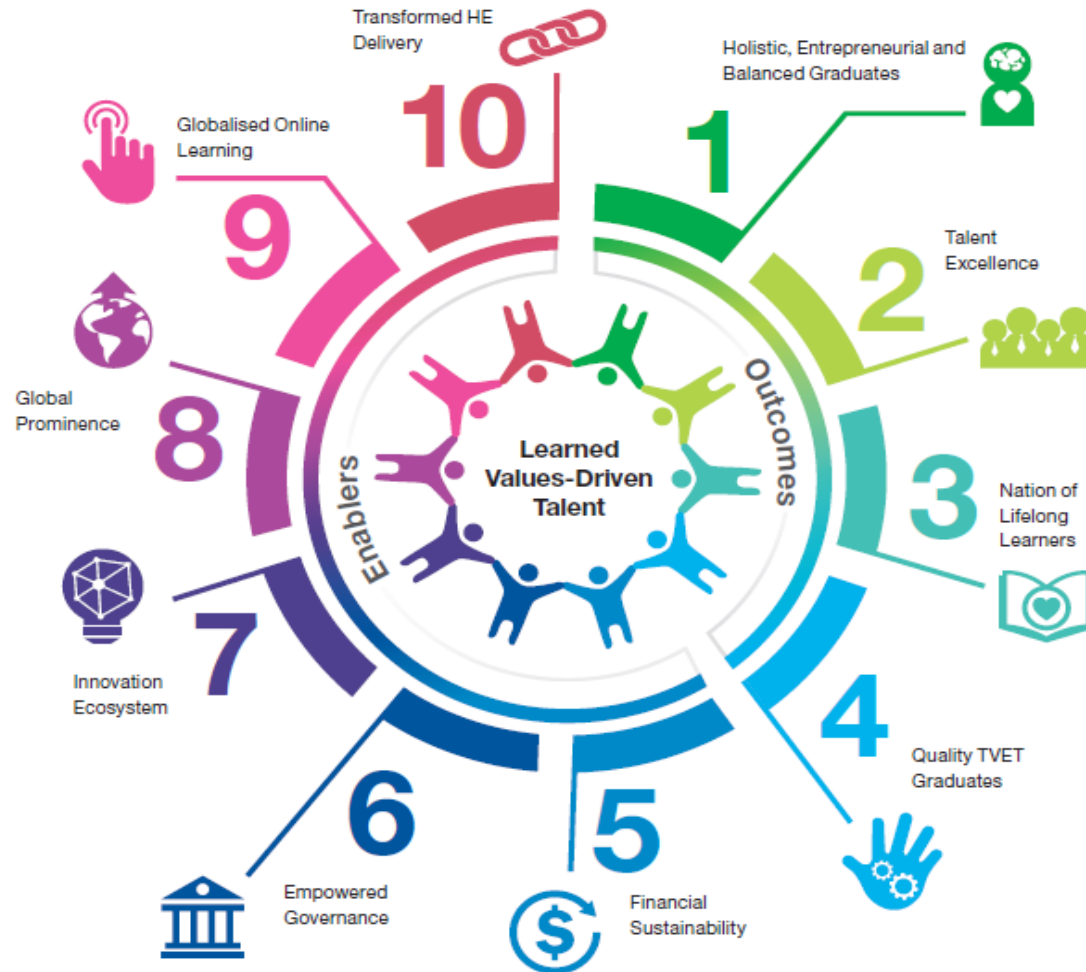 Transformed HE
Delivery
10
Holistic, Entrepreneurial and
Balanced Graduates
1
Globalised Online
Learning
9
Talent
Excellence
2
Global
Prominence
8
Enablers
Outcomes
Learned
Values-Driven
Talent
3
Nation of
Lifelong
Learners
7
Innovation
Ecosystem
4
Quality TVET
Graduates
6
Empowered
Governance
5
Financial
Sustainability
$